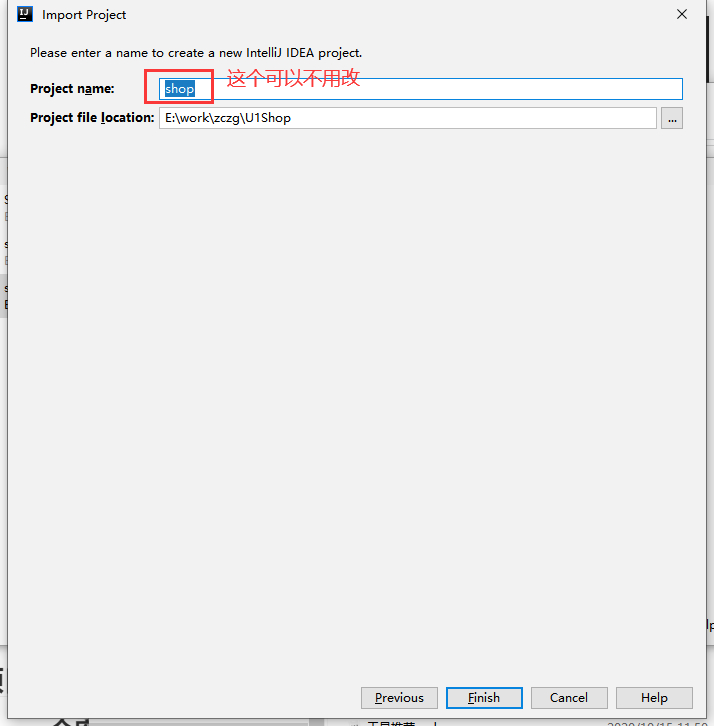 Import Project
Please enter a name to create a new IntelliJ IDEA project.
Project name: shop 这个可以不用改
Project file location: E:\work\zczg\U1Shop ...
Previous Finish Cancel Help